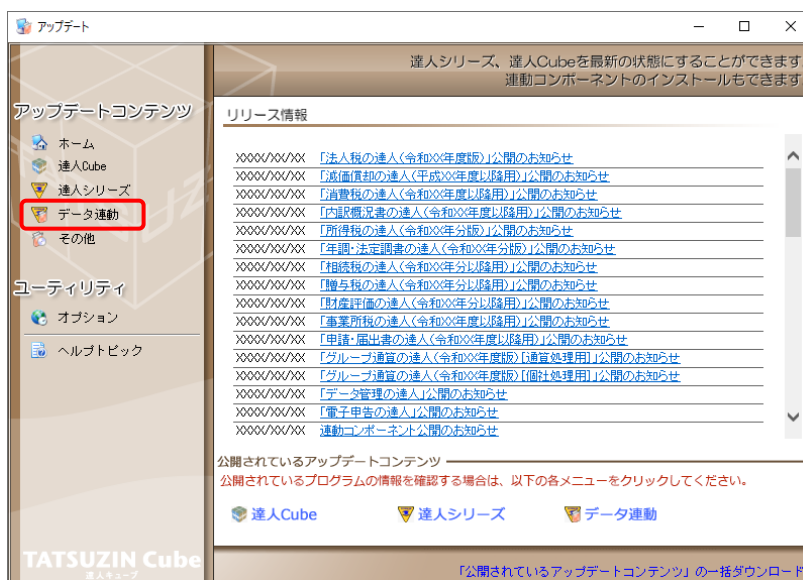 アップデート
達人シリーズ、達人Cubeを最新の状態にすることができます
連動コンポーネントのインストールもできます
アップデートコンテンツ
ホーム
達人Cube
達人シリーズ
データ連動
その他
ユーティリティ
オプション
ヘルプトピック
リリース情報
XXXX/XX/XX 「法人税の達人(令和XX年度版)」公開のお知らせ
XXXX/XX/XX 「減価償却の達人(平成XX年度以降用)」公開のお知らせ
XXXX/XX/XX 「消費税の達人(令和XX年度以降用)」公開のお知らせ
XXXX/XX/XX 「内訳概況書の達人(令和XX年度以降用)」公開のお知らせ
XXXX/XX/XX 「所得税の達人(令和XX年分版)」公開のお知らせ
XXXX/XX/XX 「年調・法定調書の達人(令和XX年分版)」公開のお知らせ
XXXX/XX/XX 「相続税の達人(令和XX年分以降用)」公開のお知らせ
XXXX/XX/XX 「贈与税の達人(令和XX年分以降用)」公開のお知らせ
XXXX/XX/XX 「財産評価の達人(令和XX年分以降用)」公開のお知らせ
XXXX/XX/XX 「事業所税の達人(令和XX年度以降用)」公開のお知らせ
XXXX/XX/XX 「申請・届出書の達人(令和XX年度以降用)」公開のお知らせ
XXXX/XX/XX 「グループ通算の達人(令和XX年度版)[通算処理用]」公開のお知らせ
XXXX/XX/XX 「グループ通算の達人(令和XX年度版)[個社処理用]」公開のお知らせ
XXXX/XX/XX 「データ管理の達人」公開のお知らせ
XXXX/XX/XX 「電子申告の達人」公開のお知らせ
XXXX/XX/XX 連動コンポーネント公開のお知らせ
公開されているアップデートコンテンツ
公開されているプログラムの情報を確認する場合は、以下の各メニューをクリックしてください。
達人Cube 達人シリーズ データ連動
TATSUZIN Cube
達人キューブ
「公開されているアップデートコンテンツ」の一括ダウンロード